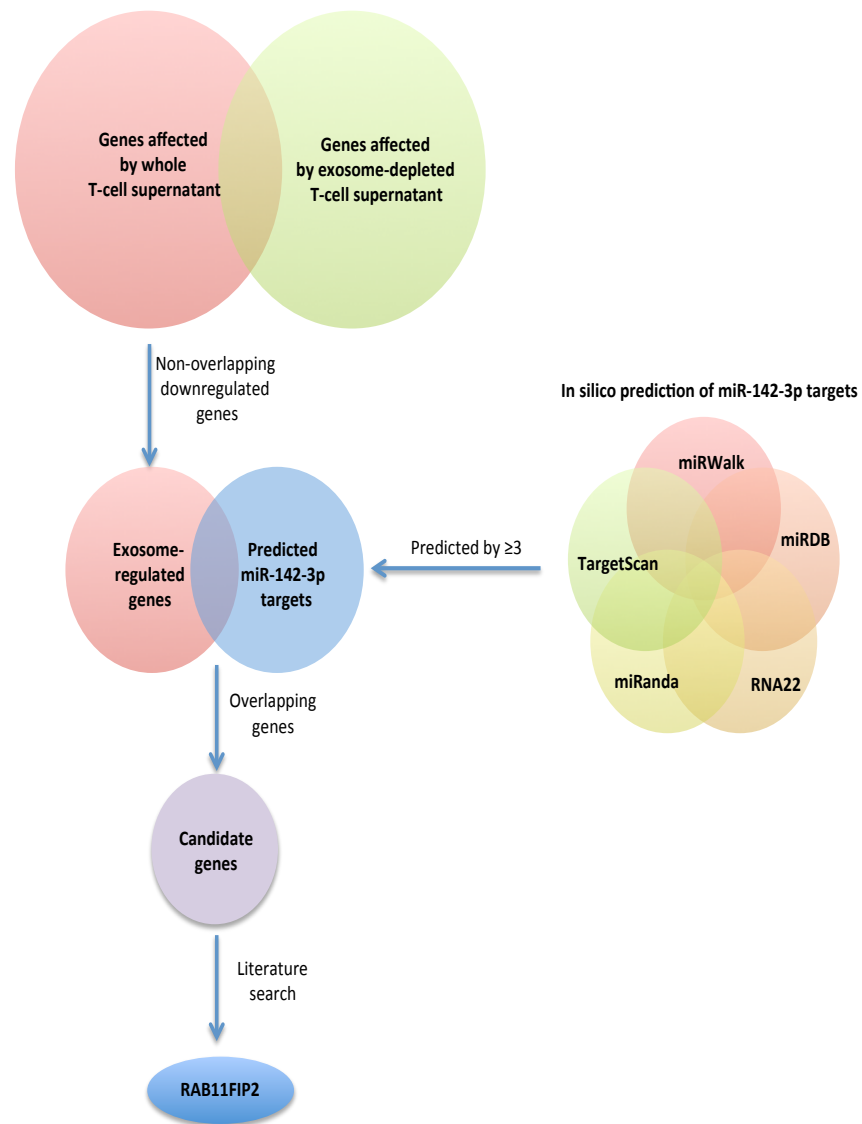 Genes affected
by whole
T-cell supernatant
Genes affected
by exosome-depleted
T-cell supernatant
Non-overlapping
downregulated
genes
In silico prediction of miR-142-3p targets
miRWalk
miRDB
TargetScan
miRanda
RNA22
Predicted by ≥3
Exosome-
regulated
genes
Predicted
miR-142-3p
targets
Overlapping
genes
Candidate
genes
Literature
search
RAB11FIP2